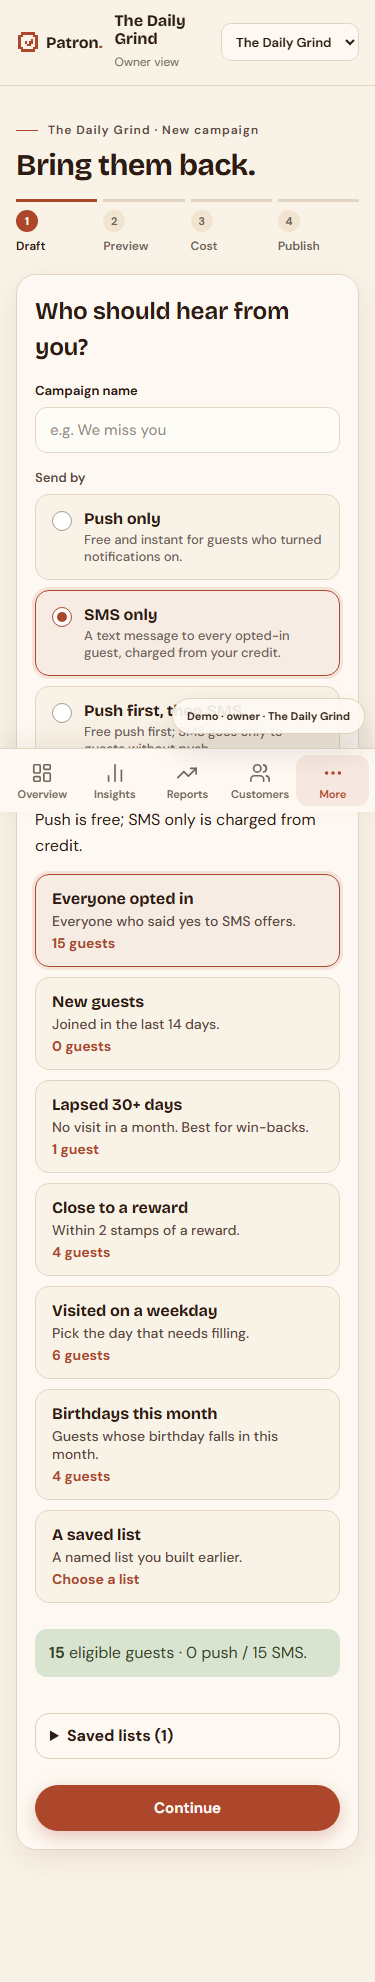 Patron.
The Daily
Grind
Owner view
The Daily Grind
The Daily Grind · New campaign
Bring them back.
1
2
3
4
Draft
Preview
Cost
Publish
Who should hear from
you?
Campaign name
e.g. We miss you
Send by
Push only
Free and instant for guests who turned
notifications on.
SMS only
A text message to every opted-in
guest, charged from your credit.
Push first, then SMS
Demo · owner · The Daily Grind
Free push first; SMS goes only to
guests without push.
Overview
Insights
Reports
Customers
More
Push is free; SMS only is charged from
credit.
Everyone opted in
Everyone who said yes to SMS offers.
15 guests
New guests
Joined in the last 14 days.
0 guests
Lapsed 30+ days
No visit in a month. Best for win-backs.
1 guest
Close to a reward
Within 2 stamps of a reward.
4 guests
Visited on a weekday
Pick the day that needs filling.
6 guests
Birthdays this month
Guests whose birthday falls in this
month.
4 guests
A saved list
A named list you built earlier.
Choose a list
15 eligible guests · 0 push / 15 SMS.
Saved lists (1)
Continue